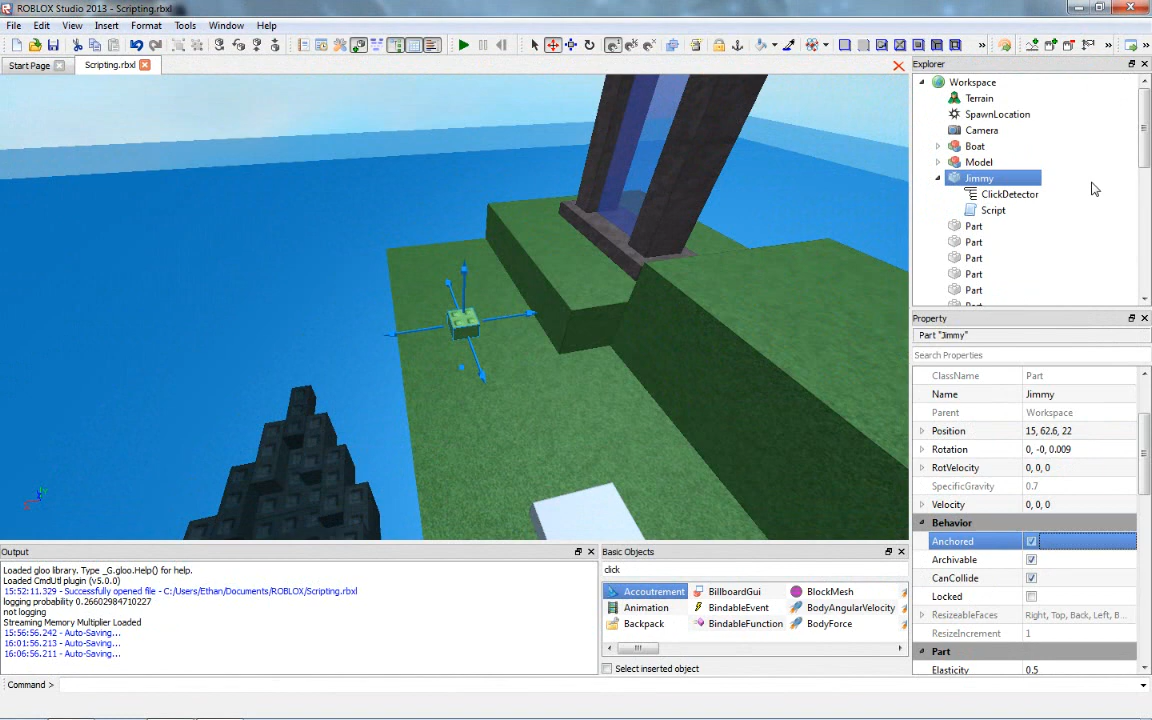 ROBLOX Studio 2013 - Scripting.rbxl
File Edit View Insert Format Tools Window Help
Start Page Scripting.rbxl
Explorer
Workspace
Terrain
SpawnLocation
Camera
Boat
Model
Jimmy
ClickDetector
Script
Part
Part
Part
Part
Part
Property
Part "Jimmy"
Search Properties
ClassName Part
Name Jimmy
Parent Workspace
Position 15, 62.6, 22
Rotation 0, -0, 0.009
RotVelocity 0, 0, 0
SpecificGravity 0.7
Velocity 0, 0, 0
Behavior
Anchored
Archivable
CanCollide
Locked
ResizeableFaces Right, Top, Back, Left, B...
ResizeIncrement 1
Part
Elasticity 0.5
Output
Loaded gloo library. Type _G.gloo.Help() for help.
Loaded CmdUtl plugin (v5.0.0)
15:52:11.329 - Successfully opened file - C:/Users/Ethan/Documents/ROBLOX/Scripting.rbxl
logging probability 0.26602984710227
not logging
Streaming Memory Multiplier Loaded
15:56:56.242 - Auto-Saving...
16:01:56.213 - Auto-Saving...
16:06:56.211 - Auto-Saving...
Basic Objects
click
Accoutrement BillboardGui BlockMesh
Animation BindableEvent BodyAngularVelocity
Backpack BindableFunction BodyForce
Select inserted object
Command >